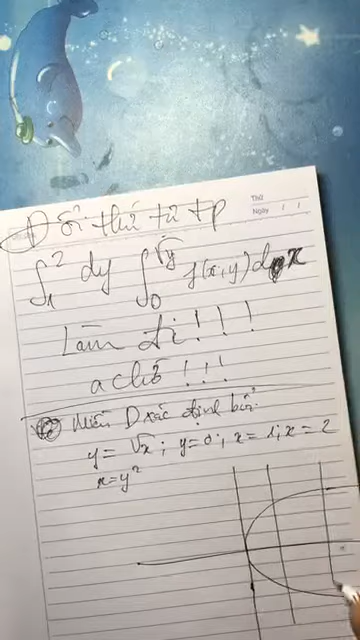 Thứ
Ngày
1) Đổi thứ tự tp
∫₁² dy ∫₀^√y f(x,y) dx
Làm đi!!!
a chờ!!!
Miền D xác định bởi
y = √x ; y = 0 ; x = 1 ; x = 2
x = y²